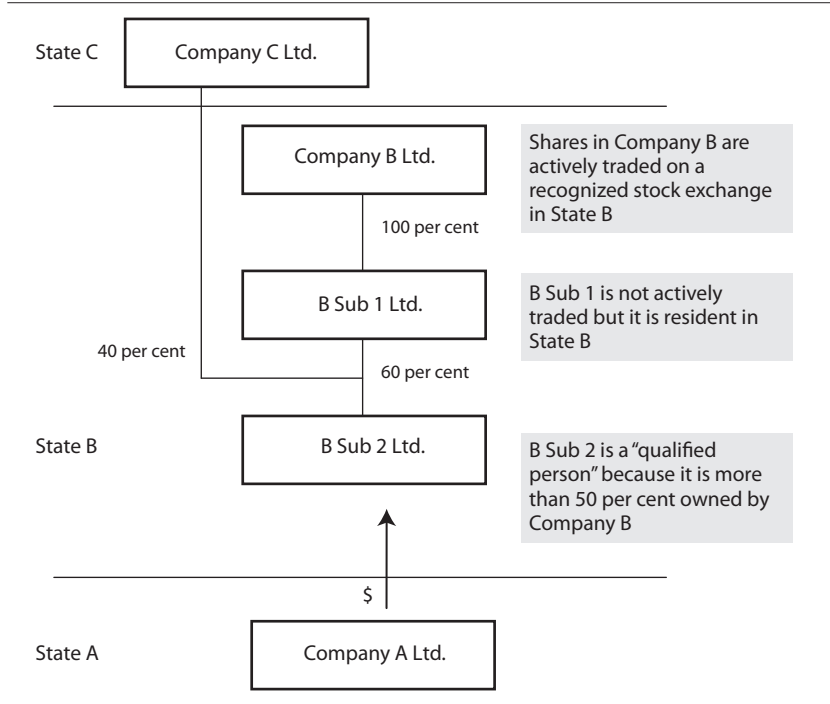 State C
Company C Ltd.
Company B Ltd.
Shares in Company B are
actively traded on a
recognized stock exchange
in State B
100 per cent
B Sub 1 Ltd.
B Sub 1 is not actively
traded but it is resident in
State B
40 per cent
60 per cent
State B
B Sub 2 Ltd.
B Sub 2 is a “qualified
person” because it is more
than 50 per cent owned by
Company B
$
State A
Company A Ltd.